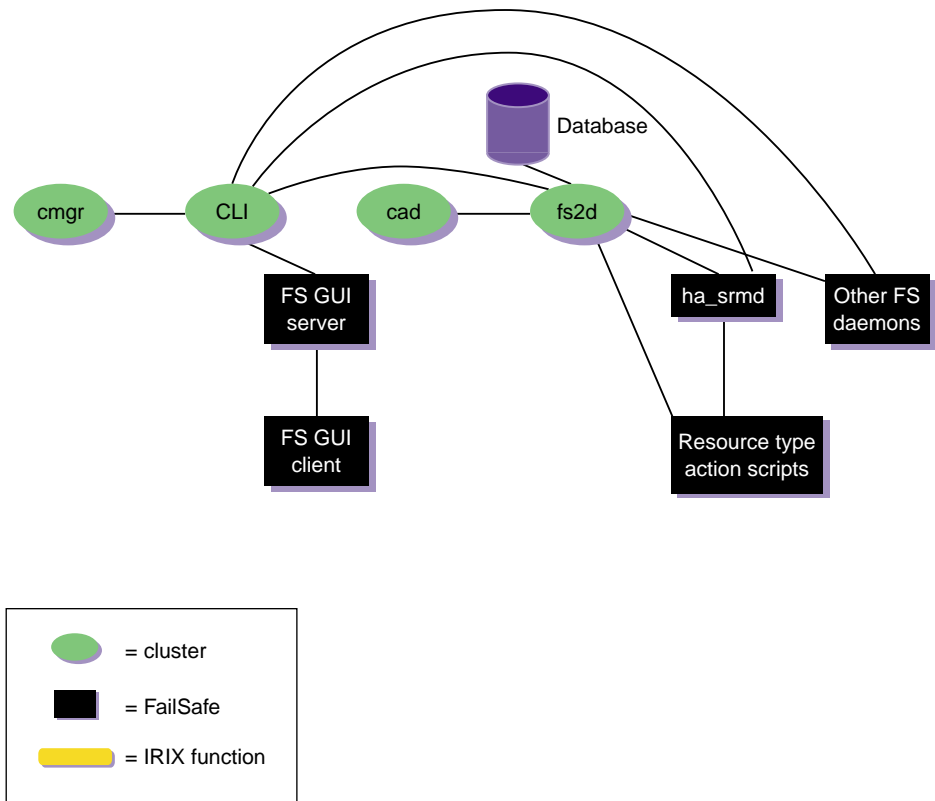 Database
cmgr
CLI
cad
fs2d
FS GUI
server
ha_srmd
Other FS
daemons
FS GUI
client
Resource type
action scripts
= cluster
= FailSafe
= IRIX function